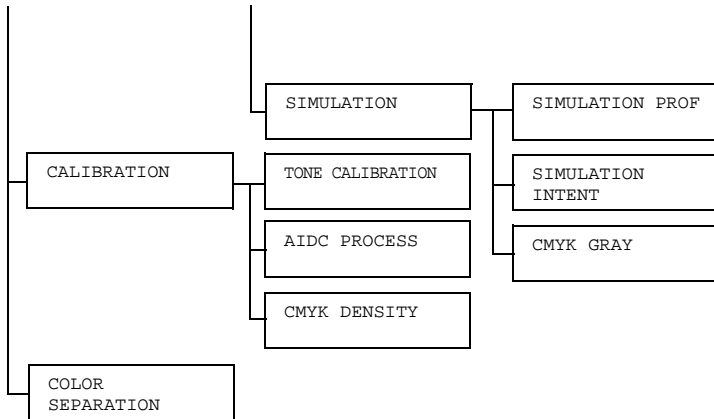 SIMULATION
SIMULATION PROF
CALIBRATION
TONE CALIBRATION
SIMULATION
INTENT
AIDC PROCESS
CMYK GRAY
CMYK DENSITY
COLOR
SEPARATION